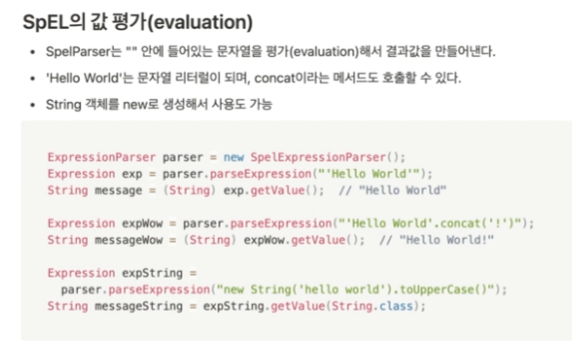 SpEL의 값 평가(evaluation)
• SpelParser는 "" 안에 들어있는 문자열을 평가(evaluation)해서 결과값을 만들어낸다.
• 'Hello World'는 문자열 리터럴이 되며, concat이라는 메서드도 호출할 수 있다.
• String 객체를 new로 생성해서 사용도 가능
ExpressionParser parser = new SpelExpressionParser();
Expression exp = parser.parseExpression("'Hello World'");
String message = (String) exp.getValue();  // "Hello World"
Expression expWow = parser.parseExpression("'Hello World'.concat('!')");
String messageWow = (String) expWow.getValue();  // "Hello World!"
Expression expString =
  parser.parseExpression("new String('hello world').toUpperCase()");
String messageString = expString.getValue(String.class);